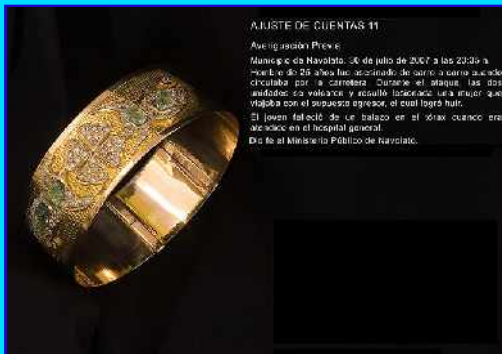 AJUSTE DE CUENTAS 11
Averiguación Previa
Municipio de Navolato. 30 de julio de 2007 a las 23:35 h.
Hombre de 25 años fue asesinado de carro a carro cuando
circulaba por la carretera. Durante el ataque, las dos
unidades se volcaron y resultó lesionada una mujer que
viajaba con el supuesto agresor, el cual logró huir.
El joven falleció de un balazo en el tórax cuando era
atendido en el hospital general.
Dio fe el Ministerio Público de Navolato.